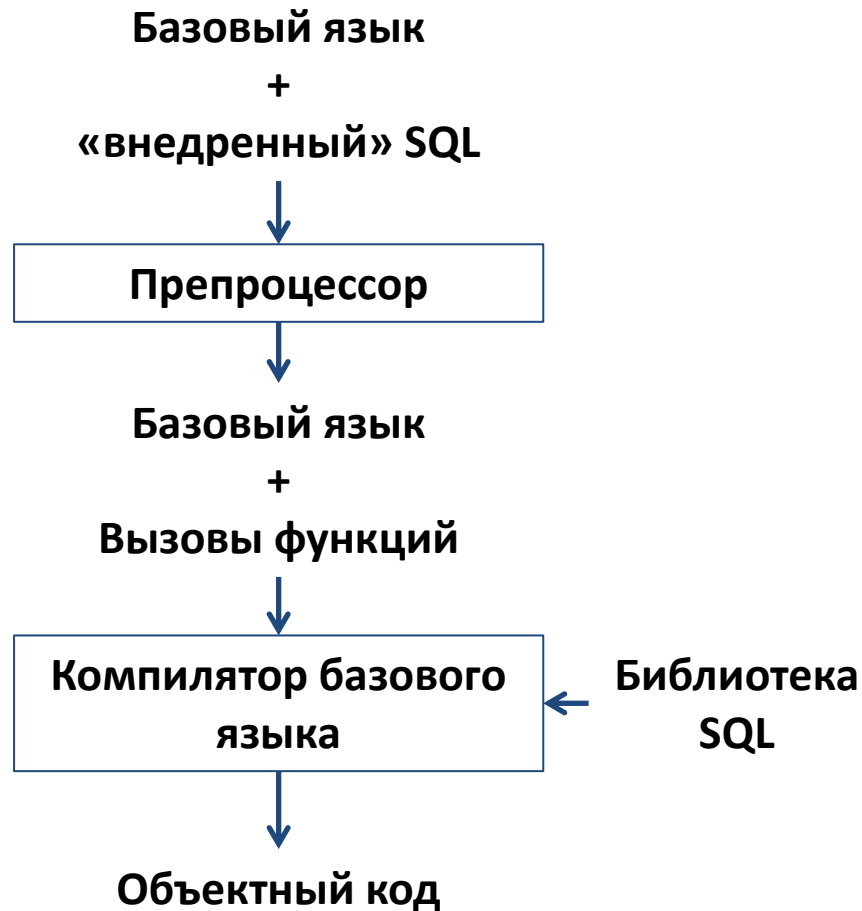 Базовый язык
+
«внедренный» SQL
Препроцессор
Базовый язык
+
Вызовы функций
Компилятор базового
языка
Библиотека
SQL
Объектный код